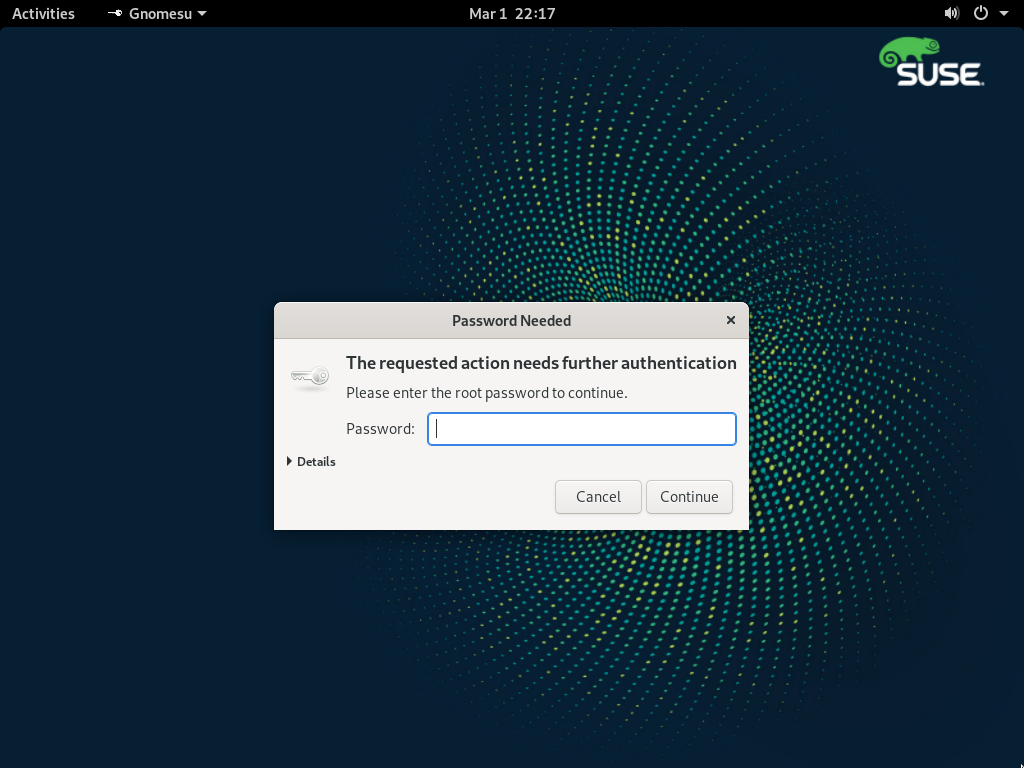 Activities Gnomesu Mar 1 22:17
SUSE
Password Needed
The requested action needs further authentication
Please enter the root password to continue.
Password:
Details
Cancel Continue